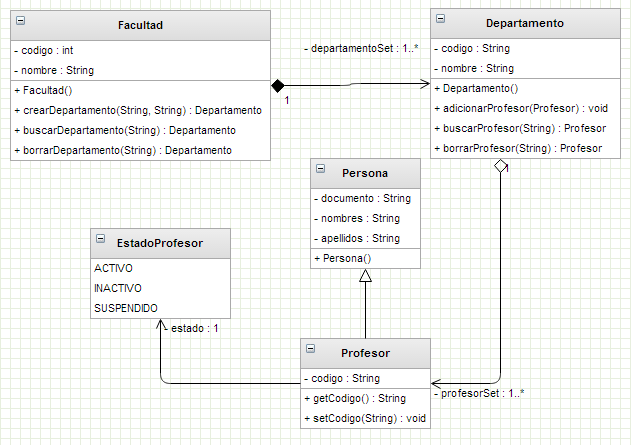 Facultad
- codigo : int
- nombre : String
+ Facultad()
+ crearDepartamento(String, String) : Departamento
+ buscarDepartamento(String) : Departamento
+ borrarDepartamento(String) : Departamento
1
- departamentoSet : 1..*
Departamento
- codigo : String
- nombre : String
+ Departamento()
+ adicionarProfesor(Profesor) : void
+ buscarProfesor(String) : Profesor
+ borrarProfesor(String) : Profesor
1
Persona
- documento : String
- nombres : String
- apellidos : String
+ Persona()
EstadoProfesor
ACTIVO
INACTIVO
SUSPENDIDO
- estado : 1
Profesor
- codigo : String
+ getCodigo() : String
+ setCodigo(String) : void
- profesorSet : 1..*